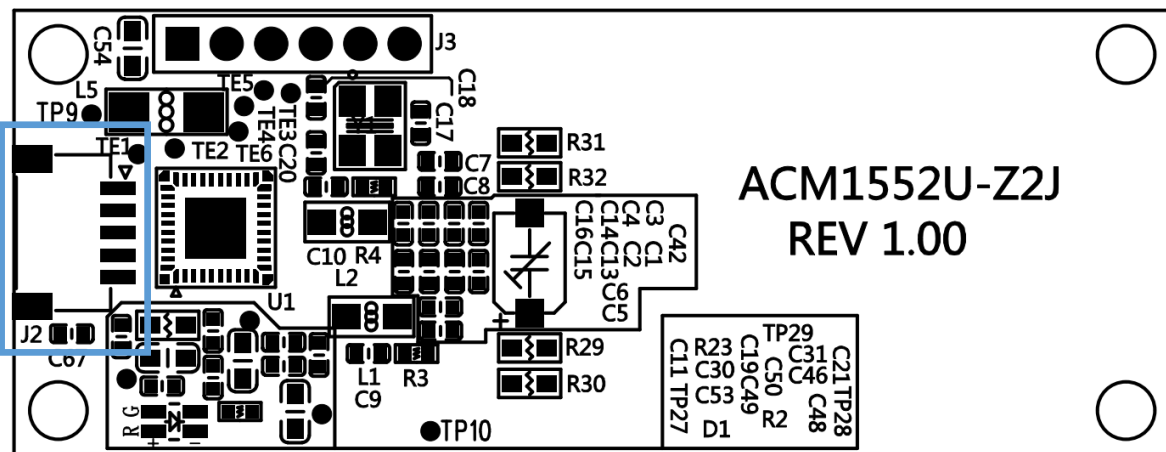 C54
J3
L5
TE5
TP9
C18
TE4
TE3
C20
C17
TE1
TE2
TE6
C7
C8
R31
R32
ACM1552U-Z2J
REV 1.00
C10
R4
L2
C16
C15
C14
C13
C4
C2
C3
C1
C42
C6
C5
U1
J2
C67
+
R29
R30
L1
R3
C9
TP10
R G
+ -
TP29
C11
TP27
R23
C30
C53
D1
C19
C49
C50
R2
C31
C46
C48
C21
TP28